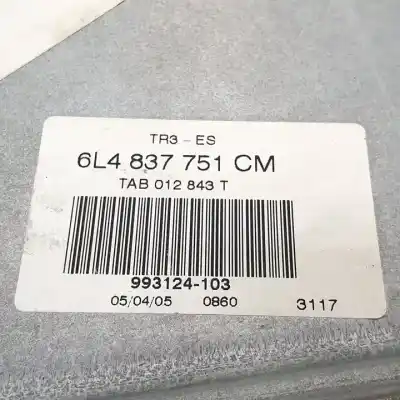 TR3 - ES
6L4 837 751 CM
TAB 012 843 T
993124-103
05/04/05 0860 3117